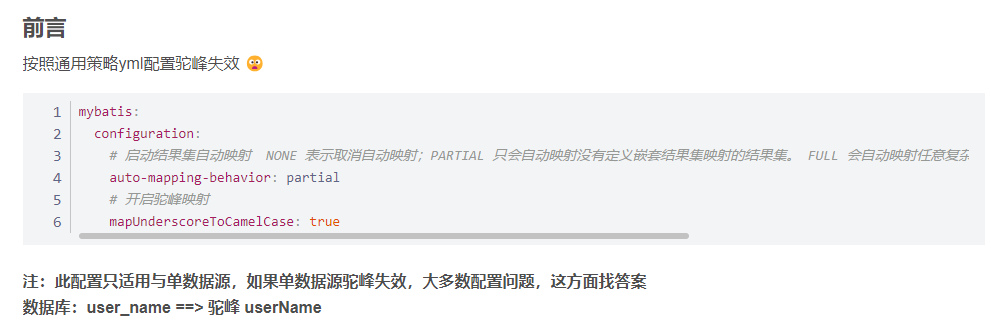 前言
按照通用策略yml配置驼峰失效 😨
1 mybatis:
2 configuration:
3 # 启动结果集自动映射 NONE 表示取消自动映射；PARTIAL 只会自动映射没有定义嵌套结果集映射的结果集。 FULL 会自动映射任意复杂
4 auto-mapping-behavior: partial
5 # 开启驼峰映射
6 mapUnderscoreToCamelCase: true
注：此配置只适用与单数据源，如果单数据源驼峰失效，大多数配置问题，这方面找答案
数据库：user_name ==> 驼峰 userName